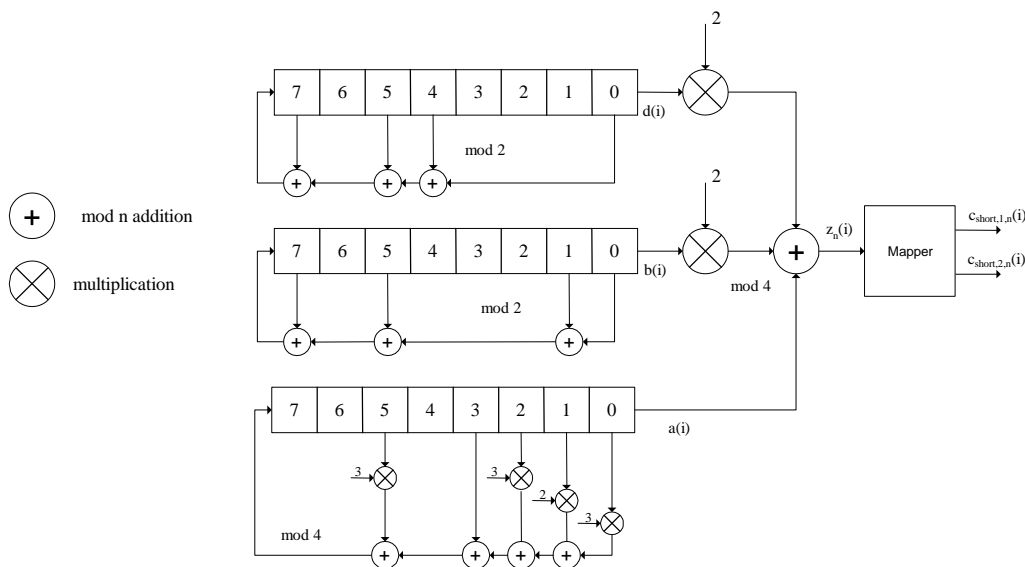 2
7 6 5 4 3 2 1 0
d(i)
mod 2
+ + +
2
+ mod n addition
7 6 5 4 3 2 1 0
b(i)
+
z_n(i)
Mapper
c_short,1,n(i)
c_short,2,n(i)
mod 4
multiplication
mod 2
+ + +
7 6 5 4 3 2 1 0
a(i)
3
3
2
3
mod 4
+ + + +